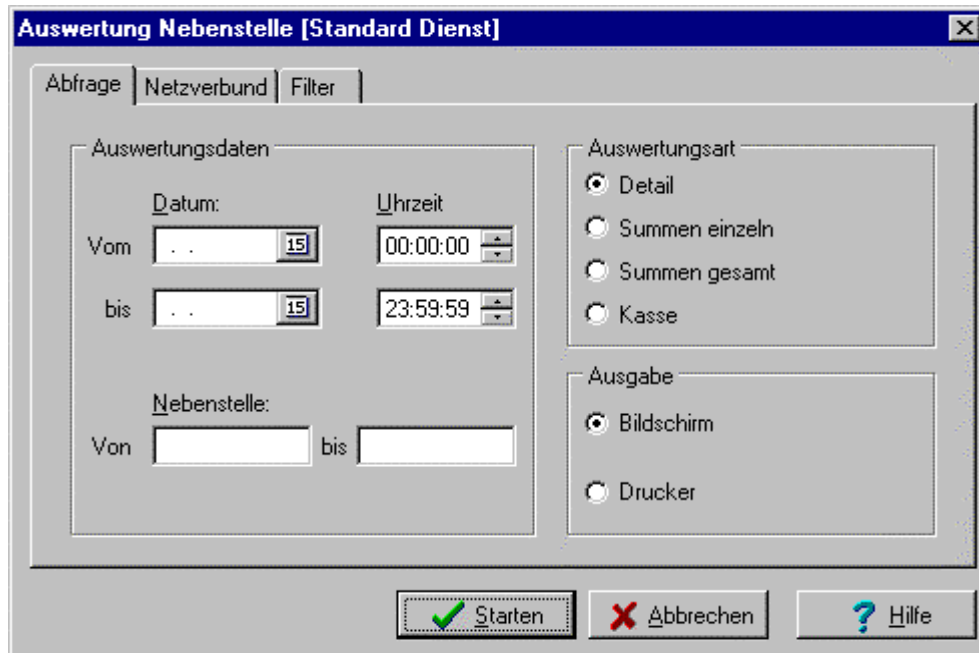 Auswertung Nebenstelle [Standard Dienst]
Abfrage Netzverbund Filter
Auswertungsdaten
Datum: Uhrzeit
Vom . . 15 00:00:00
bis . . 15 23:59:59
Nebenstelle:
Von bis
Auswertungsart
Detail
Summen einzeln
Summen gesamt
Kasse
Ausgabe
Bildschirm
Drucker
Starten Abbrechen ? Hilfe